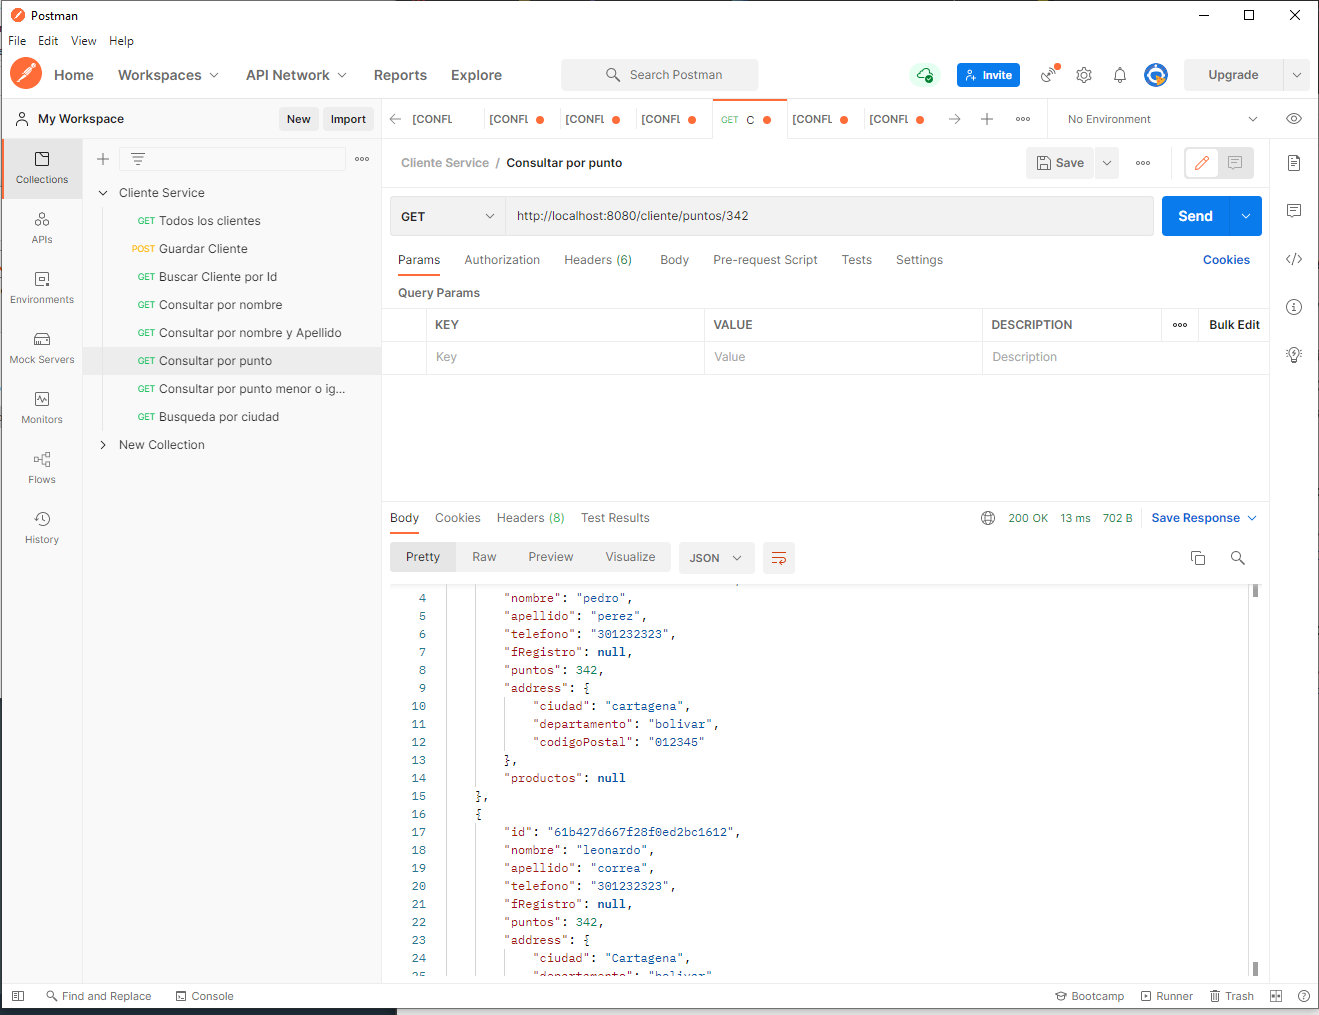 Postman
File Edit View Help
Home Workspaces API Network Reports Explore Search Postman Invite Upgrade
My Workspace New Import
[CONFL [CONFL [CONFL [CONFL GET C [CONFL [CONFL No Environment
Collections
APIs
Environments
Mock Servers
Monitors
Flows
History
Cliente Service
GET Todos los clientes
POST Guardar Cliente
GET Buscar Cliente por Id
GET Consultar por nombre
GET Consultar por nombre y Apellido
GET Consultar por punto
GET Consultar por punto menor o ig...
GET Busqueda por ciudad
New Collection
Cliente Service / Consultar por punto Save
GET http://localhost:8080/cliente/puntos/342 Send
Params Authorization Headers (6) Body Pre-request Script Tests Settings Cookies
Query Params
KEY VALUE DESCRIPTION Bulk Edit
Key Value Description
Body Cookies Headers (8) Test Results 200 OK 13 ms 702 B Save Response
Pretty Raw Preview Visualize JSON
4 "nombre": "pedro",
5 "apellido": "perez",
6 "telefono": "301232323",
7 "fRegistro": null,
8 "puntos": 342,
9 "address": {
10 "ciudad": "cartagena",
11 "departamento": "bolivar",
12 "codigoPostal": "012345"
13 },
14 "productos": null
15 },
16 {
17 "id": "61b427d667f28f0ed2bc1612",
18 "nombre": "leonardo",
19 "apellido": "correa",
20 "telefono": "301232323",
21 "fRegistro": null,
22 "puntos": 342,
23 "address": {
24 "ciudad": "Cartagena",
25 "departamento": "bolivar"
Find and Replace Console Bootcamp Runner Trash